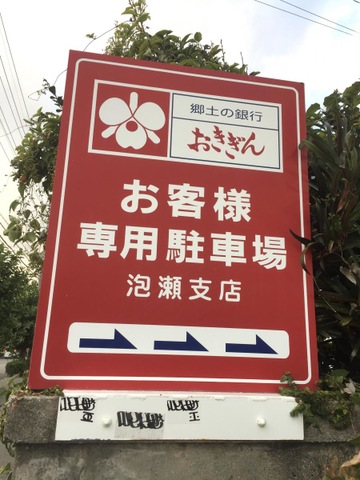 郷土の銀行
おきぎん
お客様
専用駐車場
泡瀬支店